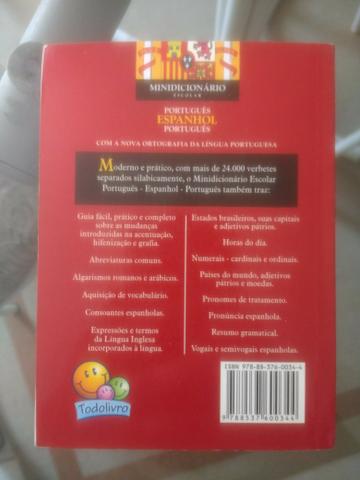 MINIDICIONÁRIO
ESCOLAR
PORTUGUÊS
ESPANHOL
PORTUGUÊS
COM A NOVA ORTOGRAFIA DA LÍNGUA PORTUGUESA
Moderno e prático, com mais de 24.000 verbetes
separados silabicamente, o Minidicionário Escolar
Português - Espanhol - Português também traz:
Guia fácil, prático e completo
sobre as mudanças
introduzidas na acentuação,
hifenização e grafia.
Abreviaturas comuns.
Algarismos romanos e arábicos.
Aquisição de vocabulário.
Consoantes espanholas.
Expressões e termos
da Língua Inglesa
incorporados à língua.
Estados brasileiros, suas capitais
e adjetivos pátrios.
Horas do dia.
Numerais - cardinais e ordinais.
Países do mundo, adjetivos
pátrios e moedas.
Pronomes de tratamento.
Pronúncia espanhola.
Resumo gramatical.
Vogais e semivogais espanholas.
Todolivro
ISBN 978-85-376-0034-4
9 788537 600344